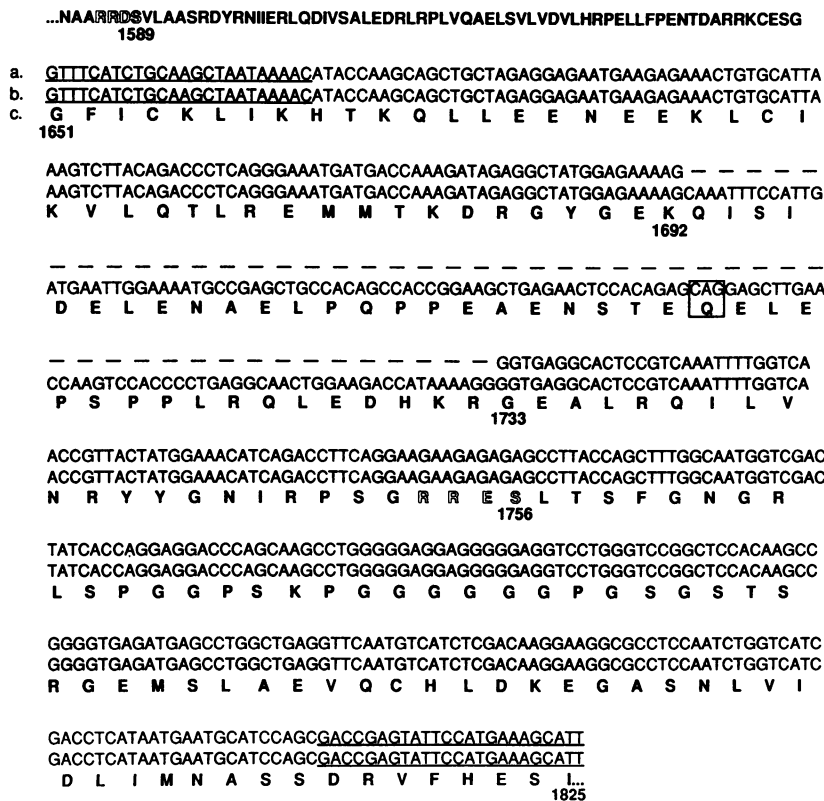 ...NAARRDSVLAASRDYRNIIERLQDIVSALEDRLRPLVQAELSVLVDVLHRPELLFPENTDARRKCESG
1589
a. GTTTCATCTGCAAGCTAATAAAACATACCAAGCAGCTGCTAGAGGAGAATGAAGAGAAACTGTGCATTA
b. GTTTCATCTGCAAGCTAATAAAACATACCAAGCAGCTGCTAGAGGAGAATGAAGAGAAACTGTGCATTA
c. G F I C K L I K H T K Q L L E E N E E K L C I
1651
AAGTCTTACAGACCCTCAGGGAAATGATGACCAAAGATAGAGGCTATGGAGAAAAG – – – – – –
AAGTCTTACAGACCCTCAGGGAAATGATGACCAAAGATAGAGGCTATGGAGAAAAGCAAATTTCCATTG
K V L Q T L R E M M T K D R G Y G E K Q I S I
1692
– – – – – – – – – – – – – – – – – – – – – – – – – – – – – – – – –
ATGAATTGGAAAATGCCGAGCTGCCACAGCCACCGGAAGCTGAGAACTCCACAGAGCAGGAGCTTGAA
D E L E N A E L P Q P P E A E N S T E Q E L E
– – – – – – – – – – – – – – – – – – – GGTGAGGCACTCCGTCAAATTTTGGTCA
CCAAGTCCACCCCTGAGGCAACTGGAAGACCATAAAAGGGGTGAGGCACTCCGTCAAATTTTGGTCA
P S P P L R Q L E D H K R G E A L R Q I L V
1733
ACCGTTACTATGGAAACATCAGACCTTCAGGAAGAAGAGAGAGCCTTACCAGCTTTGGCAATGGTCGAC
ACCGTTACTATGGAAACATCAGACCTTCAGGAAGAAGAGAGAGCCTTACCAGCTTTGGCAATGGTCGAC
N R Y Y G N I R P S G R R E S L T S F G N G R
1756
TATCACCAGGAGGACCCAGCAAGCCTGGGGGAGGAGGGGGAGGTCCTGGGTCCGGCTCCACAAGCC
TATCACCAGGAGGACCCAGCAAGCCTGGGGGAGGAGGGGGAGGTCCTGGGTCCGGCTCCACAAGCC
L S P G G P S K P G G G G G G P G S G S T S
GGGGTGAGATGAGCCTGGCTGAGGTTCAATGTCATCTCGACAAGGAAGGCGCCTCCAATCTGGTCATC
GGGGTGAGATGAGCCTGGCTGAGGTTCAATGTCATCTCGACAAGGAAGGCGCCTCCAATCTGGTCATC
R G E M S L A E V Q C H L D K E G A S N L V I
GACCTCATAATGAATGCATCCAGCGACCGAGTATTCCATGAAAGCATT
GACCTCATAATGAATGCATCCAGCGACCGAGTATTCCATGAAAGCATT
D L I M N A S S D R V F H E S I...
1825